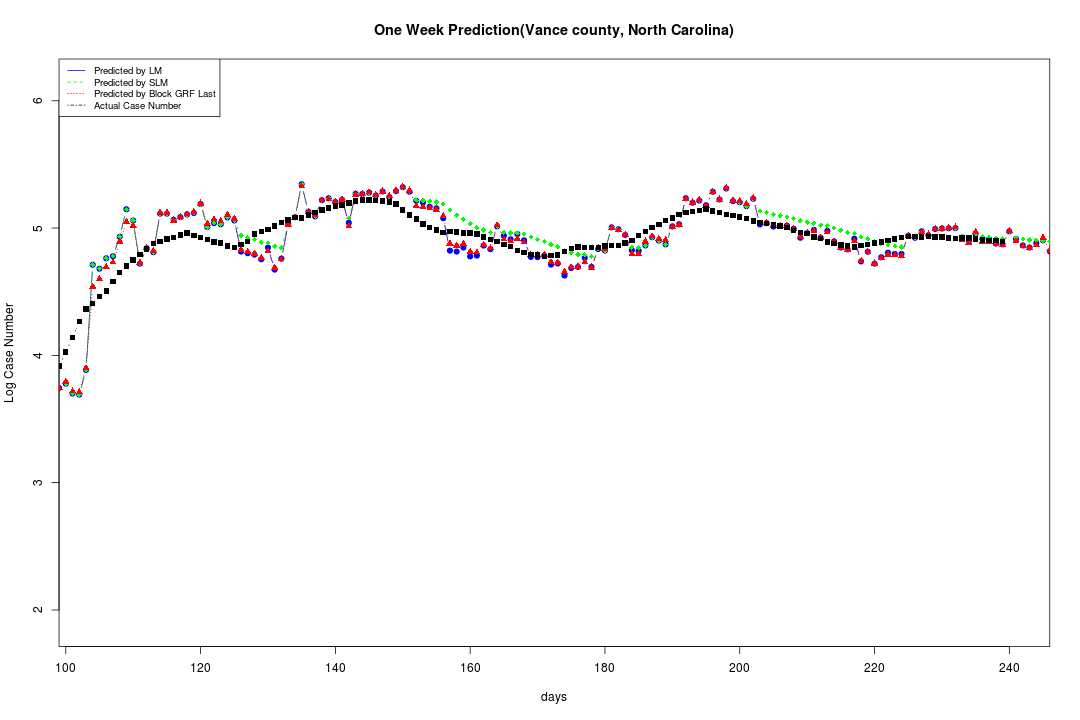 One Week Prediction(Vance county, North Carolina)
Predicted by LM
Predicted by SLM
Predicted by Block GRF Last
Actual Case Number
6
5
4
3
2
Log Case Number
100 120 140 160 180 200 220 240
days